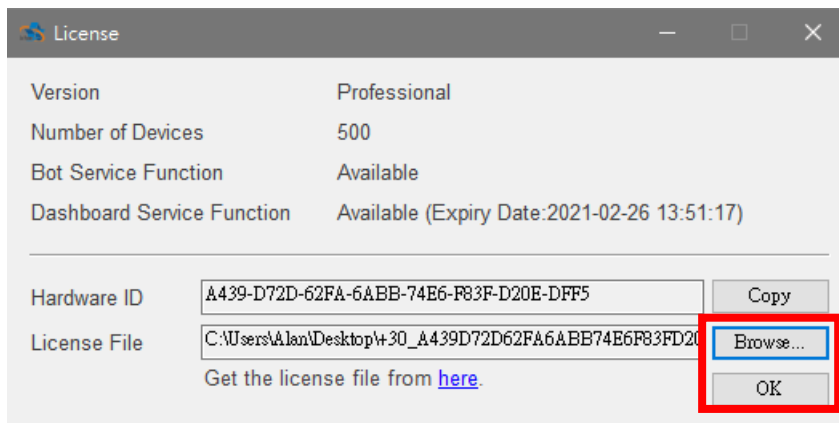 License
Version Professional
Number of Devices 500
Bot Service Function Available
Dashboard Service Function Available (Expiry Date:2021-02-26 13:51:17)
Hardware ID A439-D72D-62FA-6ABB-74E6-F83F-D20E-DFF5 Copy
License File C:\Users\Alan\Desktop\+30_A439D72D62FA6ABB74E6F83FD20 Browse...
Get the license file from here. OK